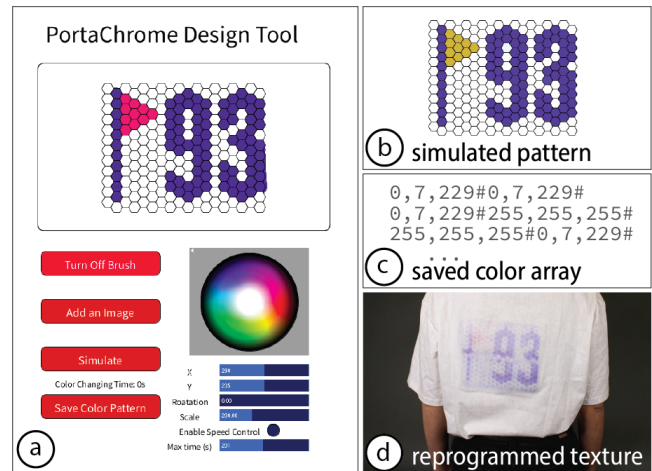 PortaChrome Design Tool
93
Turn Off Brush
Add an Image
Simulate
Color Changing Time: 0s
Save Color Pattern
X
Y
Roatation
0.00
Scale
Enable Speed Control
Max time (s)
a
93
b simulated pattern
0,7,229#0,7,229#
0,7,229#255,255,255#
255,255,255#0,7,229#
...
c saved color array
93
d reprogrammed texture